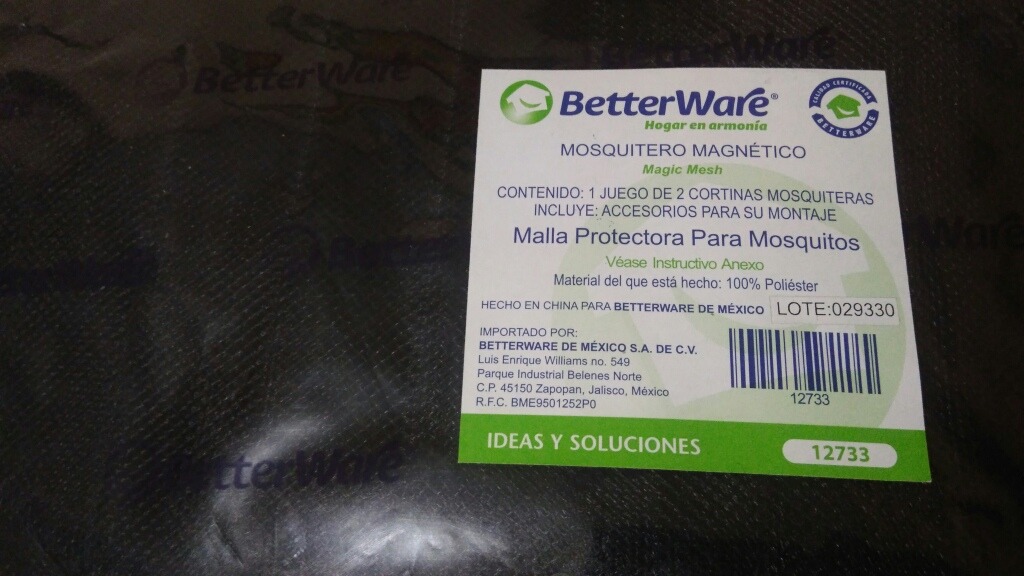 BetterWare
BetterWare
BetterWare®
Hogar en armonía
CALIDAD CERTIFICADA
BETTERWARE
MOSQUITERO MAGNÉTICO
Magic Mesh
CONTENIDO: 1 JUEGO DE 2 CORTINAS MOSQUITERAS
INCLUYE: ACCESORIOS PARA SU MONTAJE
Malla Protectora Para Mosquitos
Véase Instructivo Anexo
Material del que está hecho: 100% Poliéster
HECHO EN CHINA PARA BETTERWARE DE MÉXICO LOTE:029330
IMPORTADO POR:
BETTERWARE DE MÉXICO S.A. DE C.V.
Luis Enrique Williams no. 549
Parque Industrial Belenes Norte
C.P. 45150 Zapopan, Jalisco, México
R.F.C. BME9501252P0
12733
IDEAS Y SOLUCIONES 12733
BetterWare